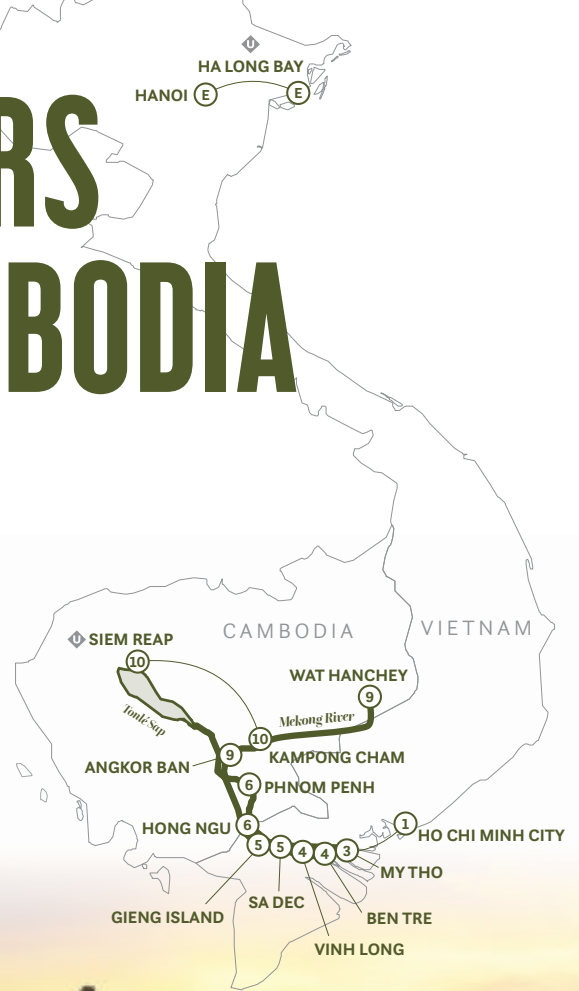 U
HA LONG BAY
HANOI E E
RS
BODIA
CAMBODIA
VIETNAM
U SIEM REAP
10
WAT HANCHEY
9
Tonlé Sap
Mekong River
10
KAMPONG CHAM
9
ANGKOR BAN
6 PHNOM PENH
HONG NGU 6
1
HO CHI MINH CITY
5 5 4 4 3
MY THO
SA DEC
GIENG ISLAND
BEN TRE
VINH LONG